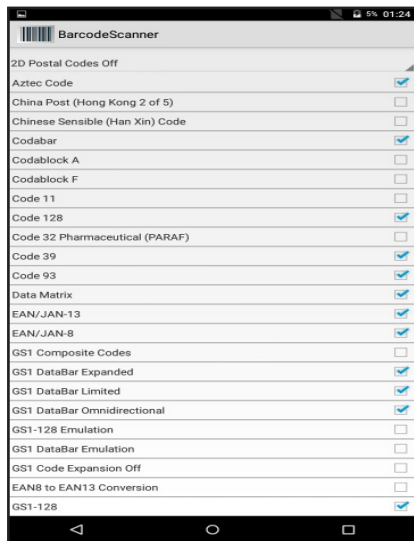 5% 01:24
BarcodeScanner
2D Postal Codes Off
Aztec Code
China Post (Hong Kong 2 of 5)
Chinese Sensible (Han Xin) Code
Codabar
Codablock A
Codablock F
Code 11
Code 128
Code 32 Pharmaceutical (PARAF)
Code 39
Code 93
Data Matrix
EAN/JAN-13
EAN/JAN-8
GS1 Composite Codes
GS1 DataBar Expanded
GS1 DataBar Limited
GS1 DataBar Omnidirectional
GS1-128 Emulation
GS1 DataBar Emulation
GS1 Code Expansion Off
EAN8 to EAN13 Conversion
GS1-128